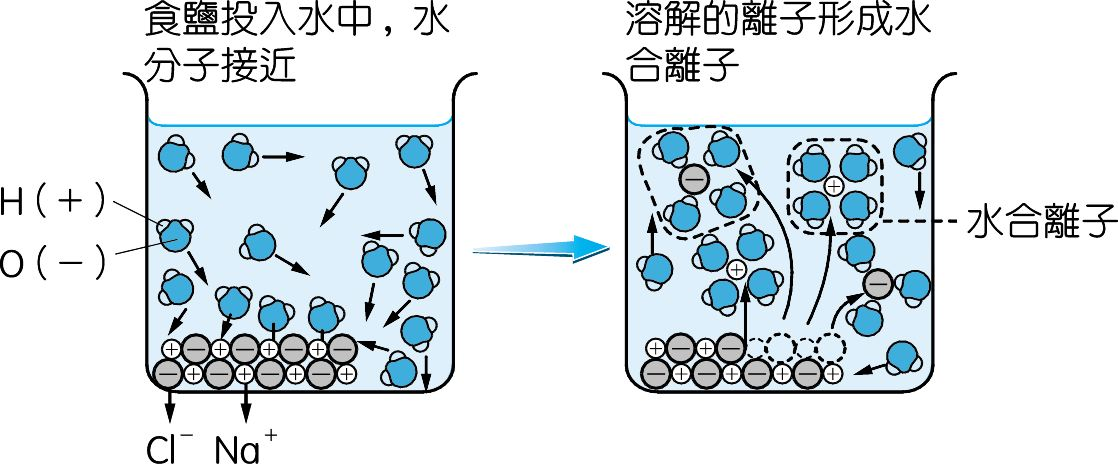 食鹽投入水中，水
分子接近
溶解的離子形成水
合離子
H（+）
O（−）
水合離子
Cl⁻ Na⁺